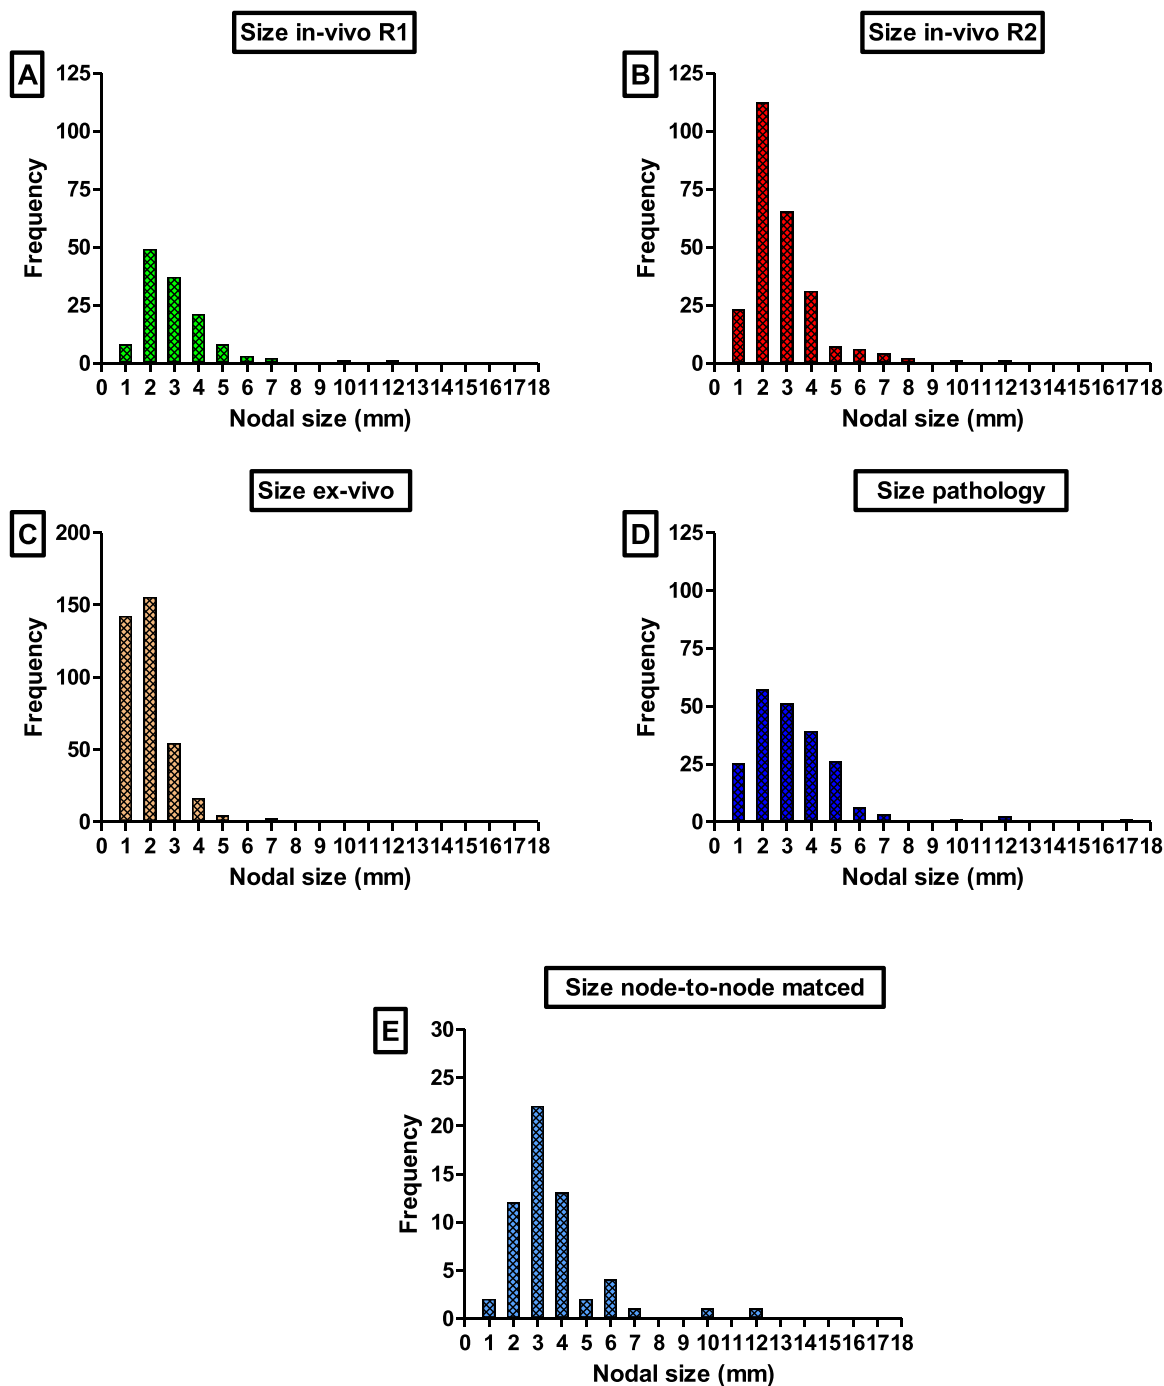 Size in-vivo R1
A
125
100
75
50
25
0
Frequency
0 1 2 3 4 5 6 7 8 9 10 11 12 13 14 15 16 17 18
Nodal size (mm)
Size in-vivo R2
B
125
100
75
50
25
0
Frequency
0 1 2 3 4 5 6 7 8 9 10 11 12 13 14 15 16 17 18
Nodal size (mm)
Size ex-vivo
C
200
150
100
50
0
Frequency
0 1 2 3 4 5 6 7 8 9 10 11 12 13 14 15 16 17 18
Nodal size (mm)
Size pathology
D
125
100
75
50
25
0
Frequency
0 1 2 3 4 5 6 7 8 9 10 11 12 13 14 15 16 17 18
Nodal size (mm)
Size node-to-node matced
E
30
25
20
15
10
5
0
Frequency
0 1 2 3 4 5 6 7 8 9 10 11 12 13 14 15 16 17 18
Nodal size (mm)